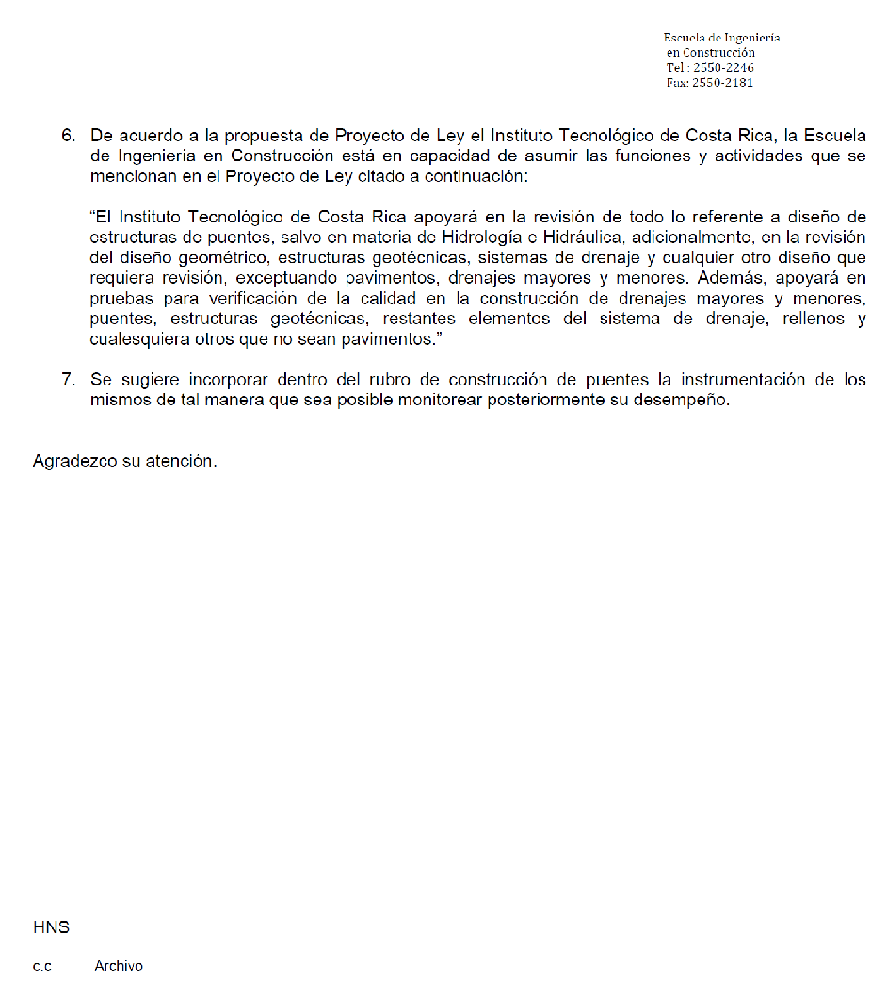 Escuela de Ingeniería
en Construcción
Tel : 2550-2246
Fax: 2550-2181
6. De acuerdo a la propuesta de Proyecto de Ley el Instituto Tecnológico de Costa Rica, la Escuela
de Ingeniería en Construcción está en capacidad de asumir las funciones y actividades que se
mencionan en el Proyecto de Ley citado a continuación:
“El Instituto Tecnológico de Costa Rica apoyará en la revisión de todo lo referente a diseño de
estructuras de puentes, salvo en materia de Hidrología e Hidráulica, adicionalmente, en la revisión
del diseño geométrico, estructuras geotécnicas, sistemas de drenaje y cualquier otro diseño que
requiera revisión, exceptuando pavimentos, drenajes mayores y menores. Además, apoyará en
pruebas para verificación de la calidad en la construcción de drenajes mayores y menores,
puentes, estructuras geotécnicas, restantes elementos del sistema de drenaje, rellenos y
cualesquiera otros que no sean pavimentos.”
7. Se sugiere incorporar dentro del rubro de construcción de puentes la instrumentación de los
mismos de tal manera que sea posible monitorear posteriormente su desempeño.
Agradezco su atención.
HNS
c.c Archivo